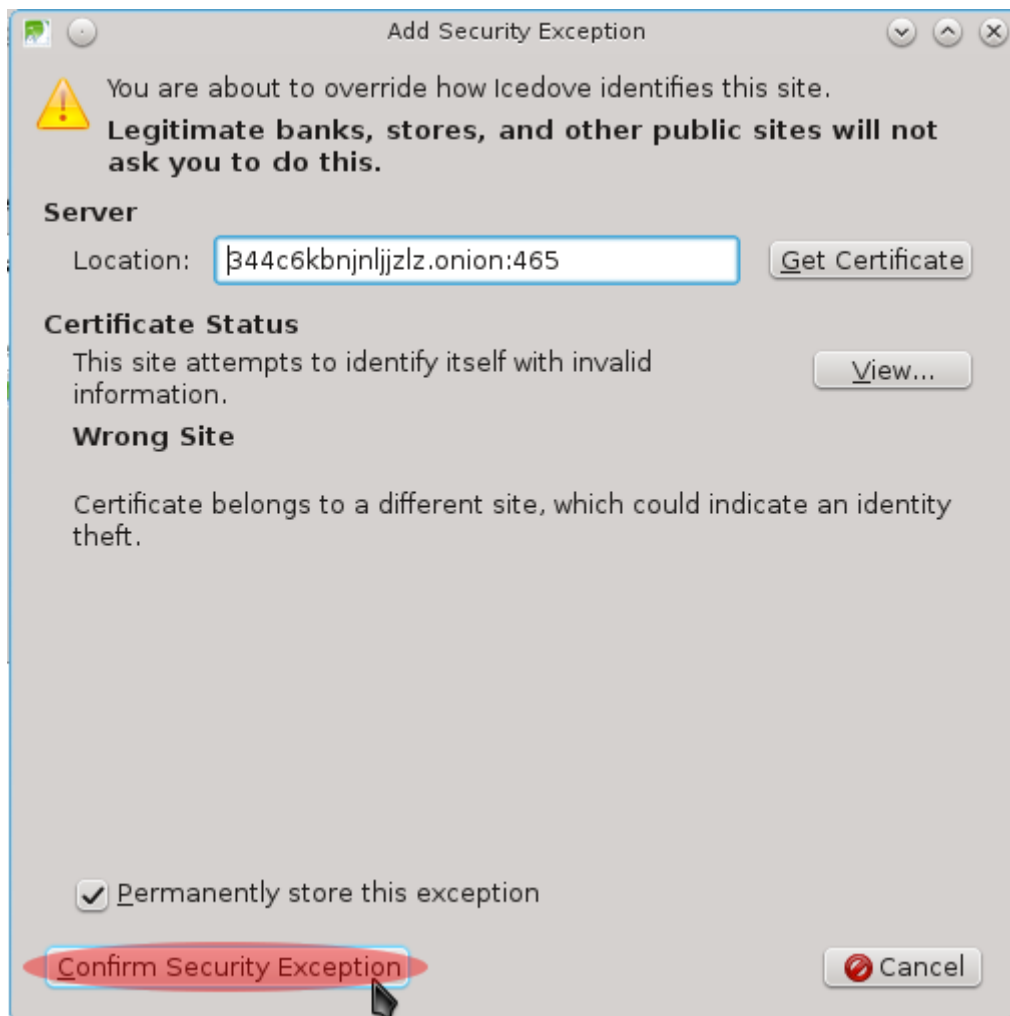 Add Security Exception
You are about to override how Icedove identifies this site.
Legitimate banks, stores, and other public sites will not
ask you to do this.
Server
Location:
344c6kbnjnljjzlz.onion:465
Get Certificate
Certificate Status
This site attempts to identify itself with invalid
information.
View...
Wrong Site
Certificate belongs to a different site, which could indicate an identity
theft.
Permanently store this exception
Confirm Security Exception
Cancel